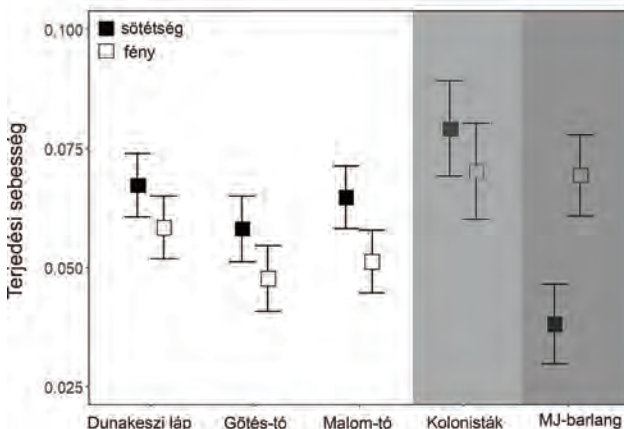 0.100
0.075
0.050
0.025
Terjedési sebesség
sötétség
fény
Dunakeszi láp
Gőtés-tó
Malom-tó
Kolonisták
MJ-barlang